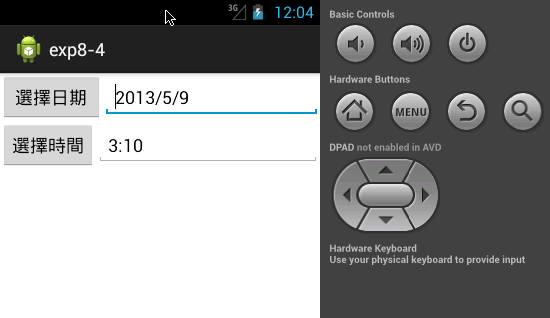 3G 12:04
exp8-4
選擇日期 2013/5/9
選擇時間 3:10
Basic Controls
Hardware Buttons
MENU
DPAD not enabled in AVD
Hardware Keyboard
Use your physical keyboard to provide input